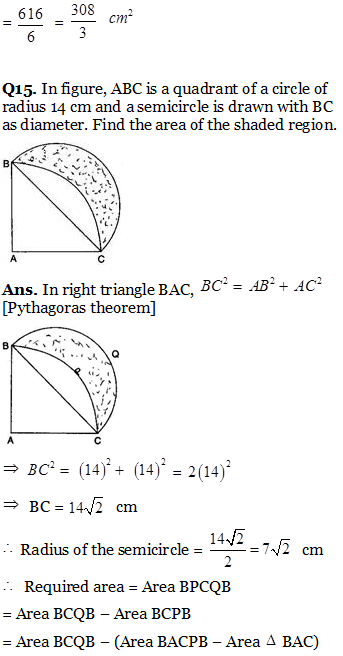 = 616/6 = 308/3 cm²
Q15. In figure, ABC is a quadrant of a circle of
radius 14 cm and a semicircle is drawn with BC
as diameter. Find the area of the shaded region.
B
A C
Ans. In right triangle BAC, BC² = AB² + AC²
[Pythagoras theorem]
B Q
P
A C
⇒ BC² = (14)² + (14)² = 2(14)²
⇒ BC = 14√2 cm
∴ Radius of the semicircle = 14√2/2 = 7√2 cm
∴ Required area = Area BPCQB
= Area BCQB − Area BCPB
= Area BCQB − (Area BACPB − Area Δ BAC)